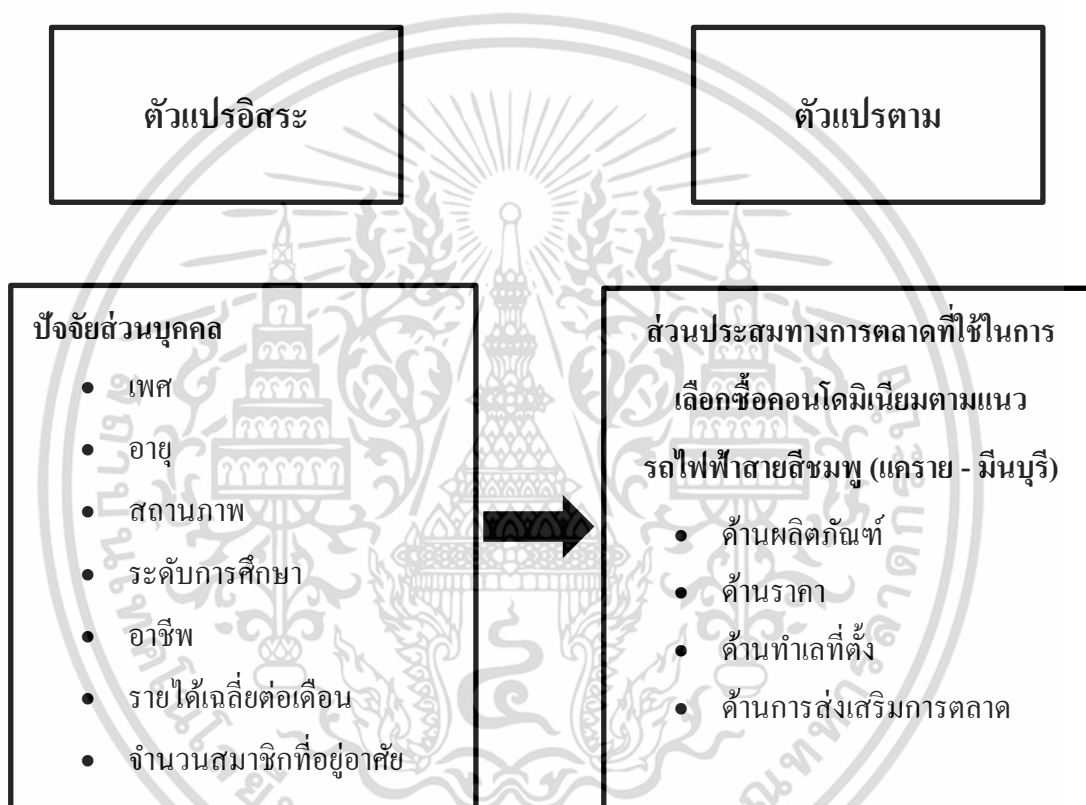 ตัวแปรอิสระ
ตัวแปรตาม
ปัจจัยส่วนบุคคล
• เพศ
• อายุ
• สถานภาพ
• ระดับการศึกษา
• อาชีพ
• รายได้เฉลี่ยต่อเดือน
• จำนวนสมาชิกที่อยู่อาศัย
ส่วนประสมทางการตลาดที่ใช้ในการ
เลือกซื้อคอนโดมิเนียมตามแนว
รถไฟฟ้าสายสีชมพู (แคราย - มีนบุรี)
• ด้านผลิตภัณฑ์
• ด้านราคา
• ด้านทำเลที่ตั้ง
• ด้านการส่งเสริมการตลาด